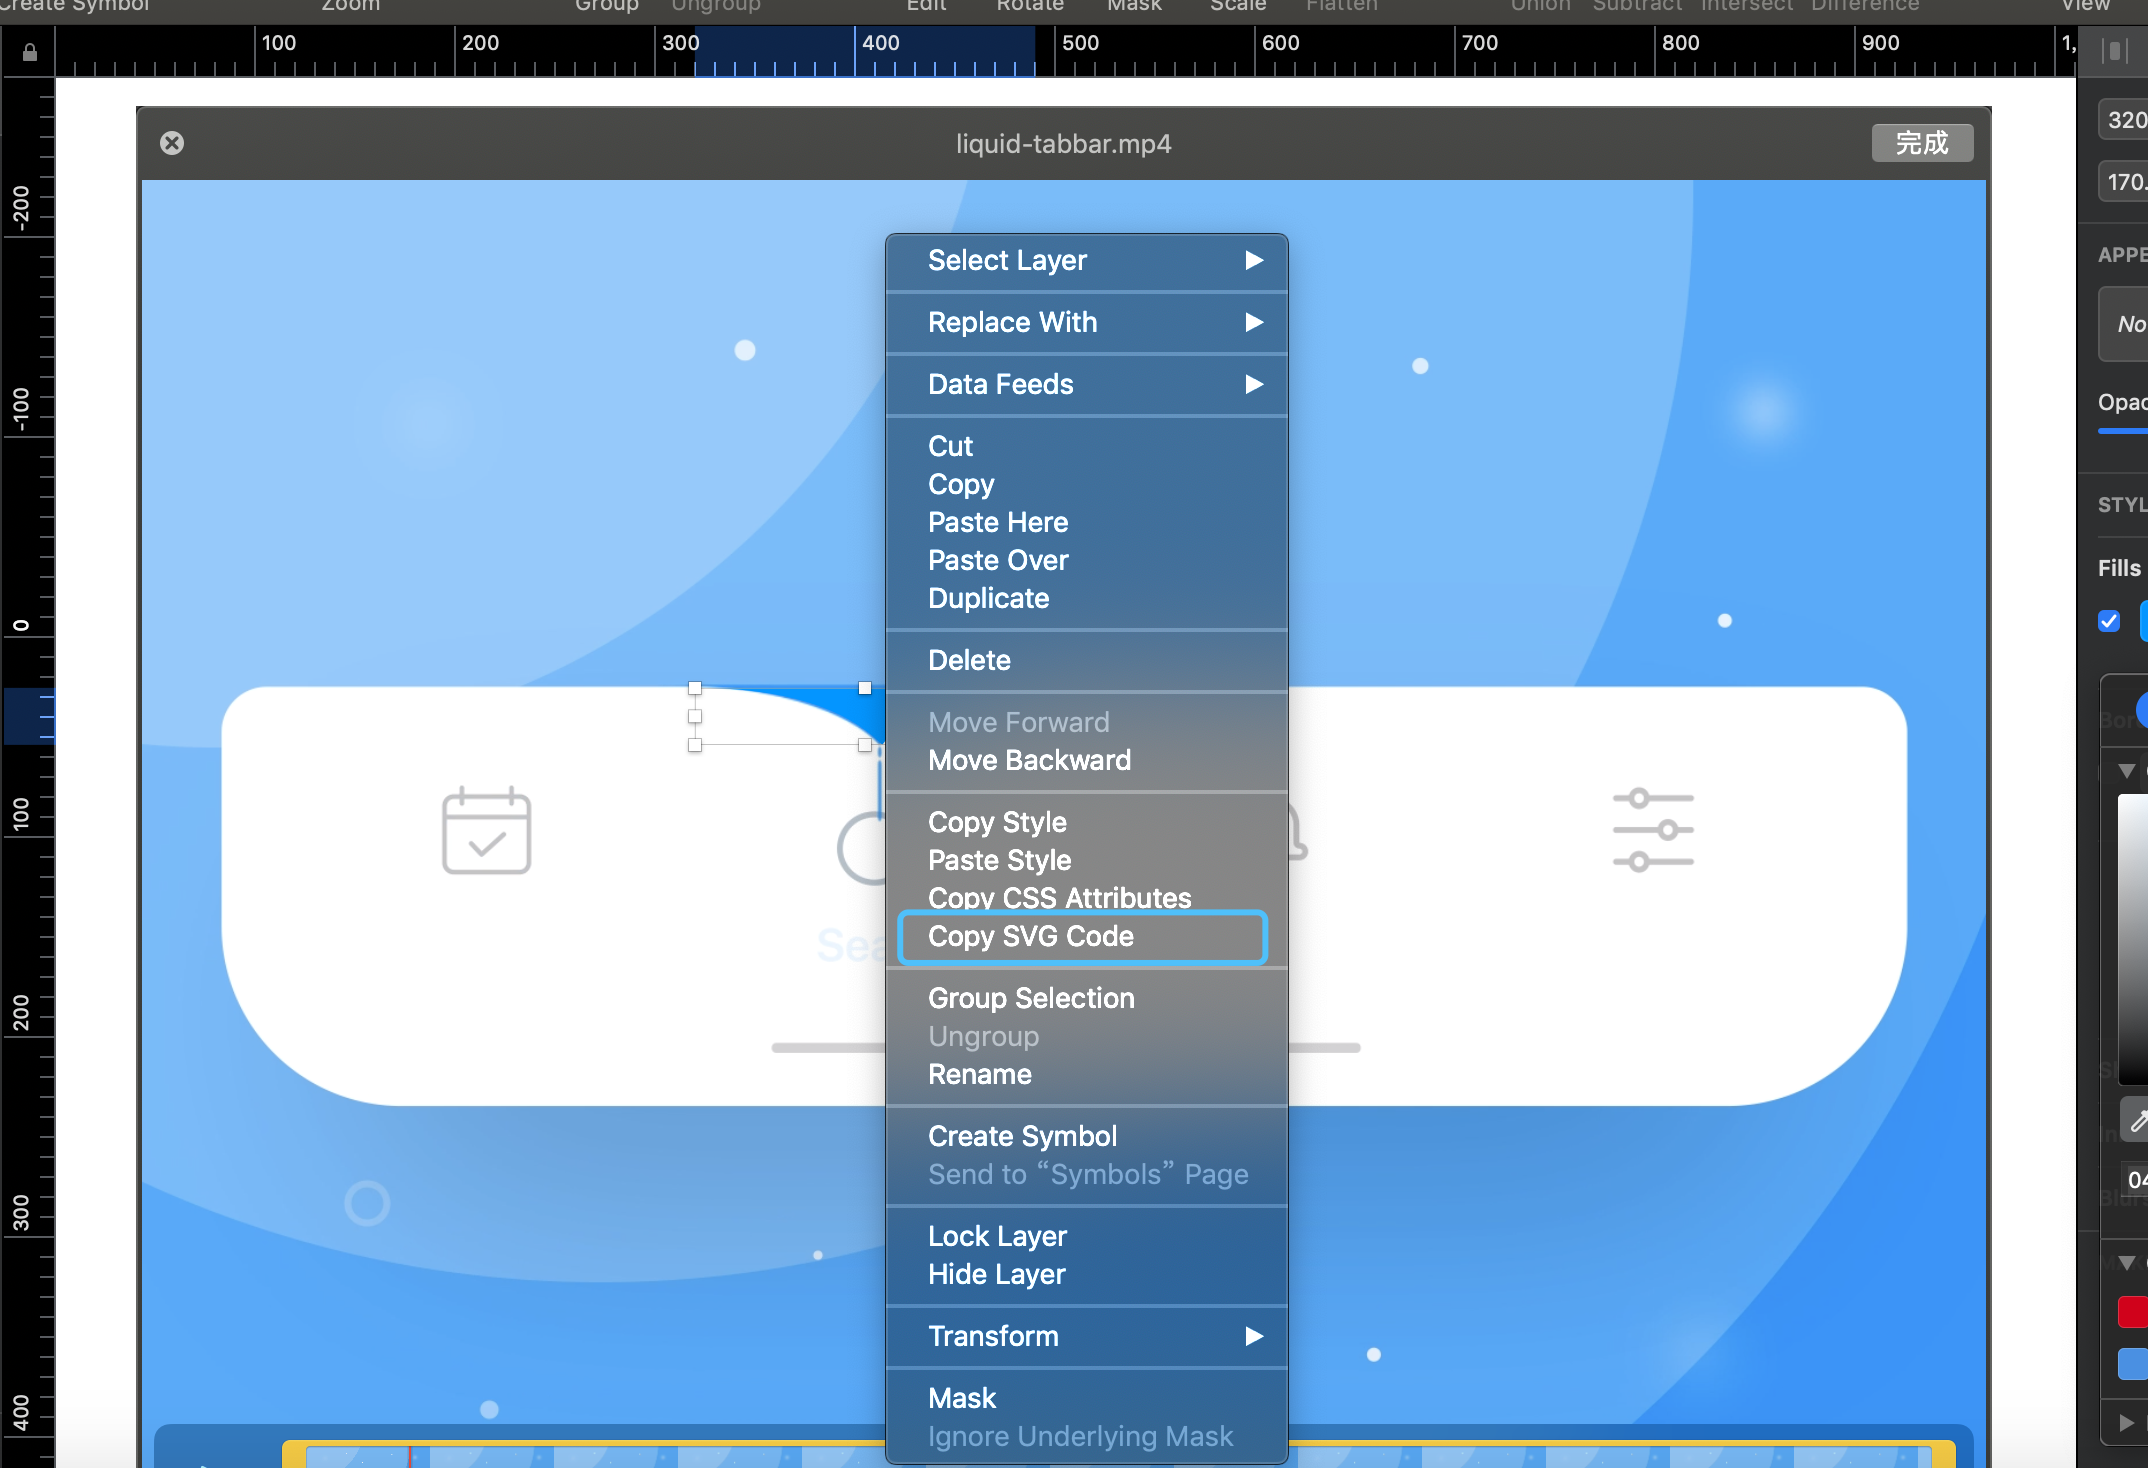 Create Symbol Zoom Group Ungroup Edit Rotate Mask Scale Flatten Union Subtract Intersect Difference View
100 200 300 400 500 600 700 800 900 1,
liquid-tabbar.mp4
完成
320
170.
-200
-100
0
100
200
300
400
Select Layer
Replace With
Data Feeds
Cut
Copy
Paste Here
Paste Over
Duplicate
Delete
Move Forward
Move Backward
Copy Style
Paste Style
Copy CSS Attributes
Copy SVG Code
Group Selection
Ungroup
Rename
Create Symbol
Send to “Symbols” Page
Lock Layer
Hide Layer
Transform
Mask
Ignore Underlying Mask
Sea
APPE
No
Opac
STYL
Fills
Bor
04
Blur